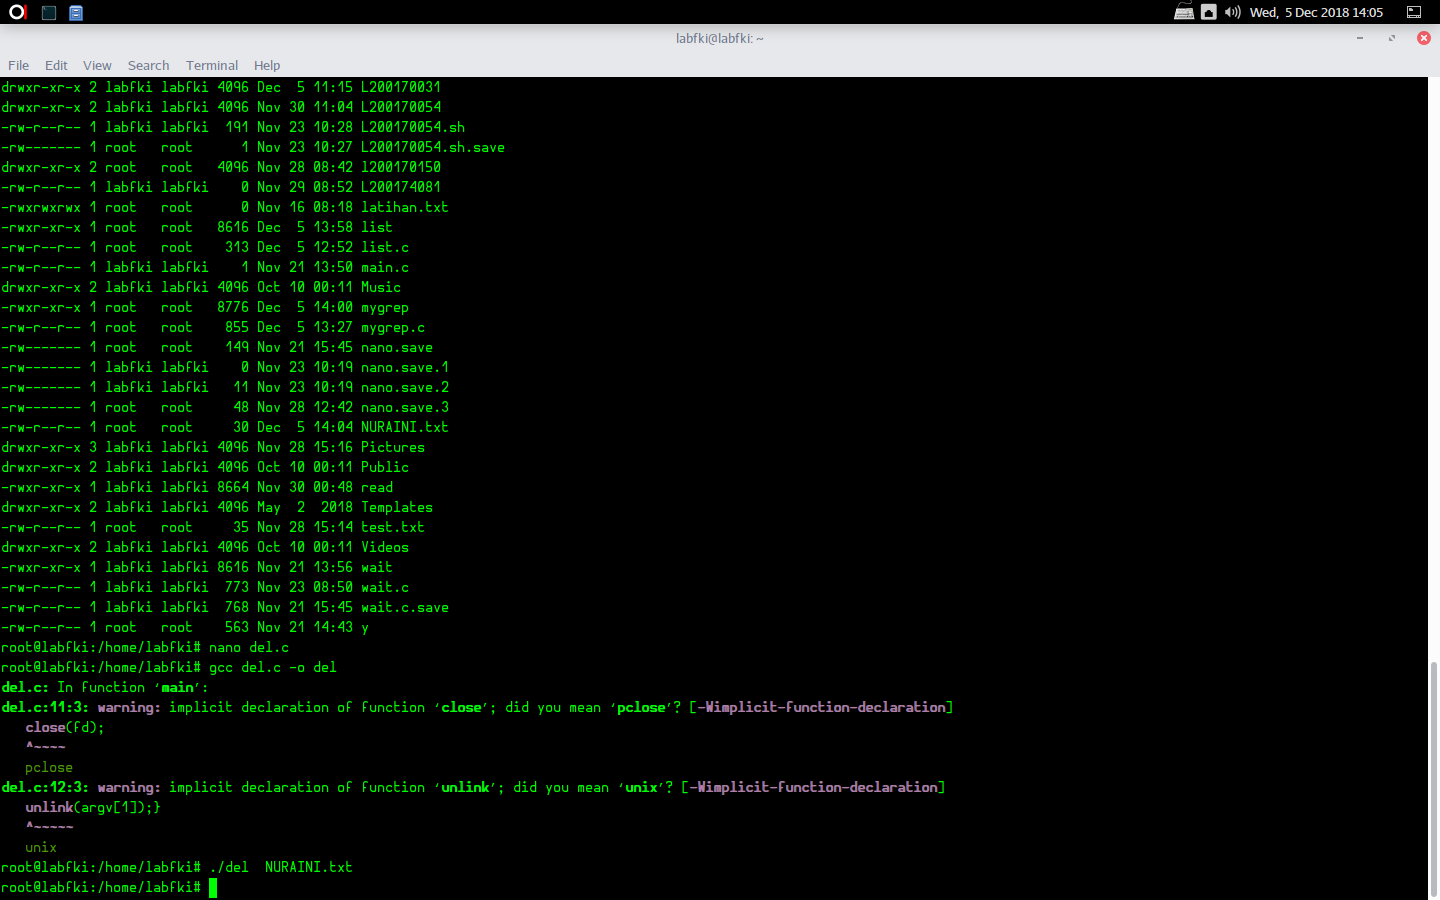 Wed, 5 Dec 2018 14:05
labfki@labfki: ~
File Edit View Search Terminal Help
drwxr-xr-x 2 labfki labfki 4096 Dec  5 11:15 L200170031
drwxr-xr-x 2 labfki labfki 4096 Nov 30 11:04 L200170054
-rw-r--r-- 1 labfki labfki  191 Nov 23 10:28 L200170054.sh
-rw------- 1 root   root      1 Nov 23 10:27 L200170054.sh.save
drwxr-xr-x 2 root   root   4096 Nov 28 08:42 l200170150
-rw-r--r-- 1 labfki labfki    0 Nov 29 08:52 L200174081
-rwxrwxrwx 1 root   root      0 Nov 16 08:18 latihan.txt
-rwxr-xr-x 1 root   root   8616 Dec  5 13:58 list
-rw-r--r-- 1 root   root    313 Dec  5 12:52 list.c
-rw-r--r-- 1 labfki labfki    1 Nov 21 13:50 main.c
drwxr-xr-x 2 labfki labfki 4096 Oct 10 00:11 Music
-rwxr-xr-x 1 root   root   8776 Dec  5 14:00 mygrep
-rw-r--r-- 1 root   root    855 Dec  5 13:27 mygrep.c
-rw------- 1 root   root    149 Nov 21 15:45 nano.save
-rw------- 1 labfki labfki    0 Nov 23 10:19 nano.save.1
-rw------- 1 labfki labfki   11 Nov 23 10:19 nano.save.2
-rw------- 1 root   root     48 Nov 28 12:42 nano.save.3
-rw-r--r-- 1 root   root     30 Dec  5 14:04 NURAINI.txt
drwxr-xr-x 3 labfki labfki 4096 Nov 28 15:16 Pictures
drwxr-xr-x 2 labfki labfki 4096 Oct 10 00:11 Public
-rwxr-xr-x 1 labfki labfki 8664 Nov 30 00:48 read
drwxr-xr-x 2 labfki labfki 4096 May  2  2018 Templates
-rw-r--r-- 1 root   root     35 Nov 28 15:14 test.txt
drwxr-xr-x 2 labfki labfki 4096 Oct 10 00:11 Videos
-rwxr-xr-x 1 labfki labfki 8616 Nov 21 13:56 wait
-rw-r--r-- 1 labfki labfki  773 Nov 23 08:50 wait.c
-rw-r--r-- 1 labfki labfki  768 Nov 21 15:45 wait.c.save
-rw-r--r-- 1 root   root    563 Nov 21 14:43 y
root@labfki:/home/labfki# nano del.c
root@labfki:/home/labfki# gcc del.c -o del
del.c: In function ‘main’:
del.c:11:3: warning: implicit declaration of function ‘close’; did you mean ‘pclose’? [-Wimplicit-function-declaration]
   close(fd);
   ^~~~~
   pclose
del.c:12:3: warning: implicit declaration of function ‘unlink’; did you mean ‘unix’? [-Wimplicit-function-declaration]
   unlink(argv[1]);}
   ^~~~~~
   unix
root@labfki:/home/labfki# ./del  NURAINI.txt
root@labfki:/home/labfki#